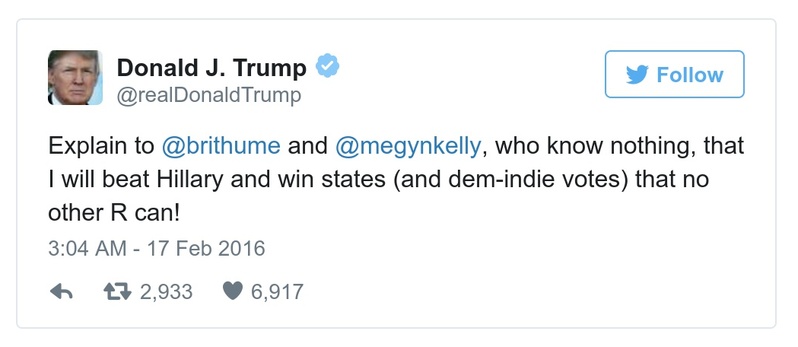 Donald J. Trump
@realDonaldTrump
Follow
Explain to @brithume and @megynkelly, who know nothing, that
I will beat Hillary and win states (and dem-indie votes) that no
other R can!
3:04 AM - 17 Feb 2016
2,933 6,917